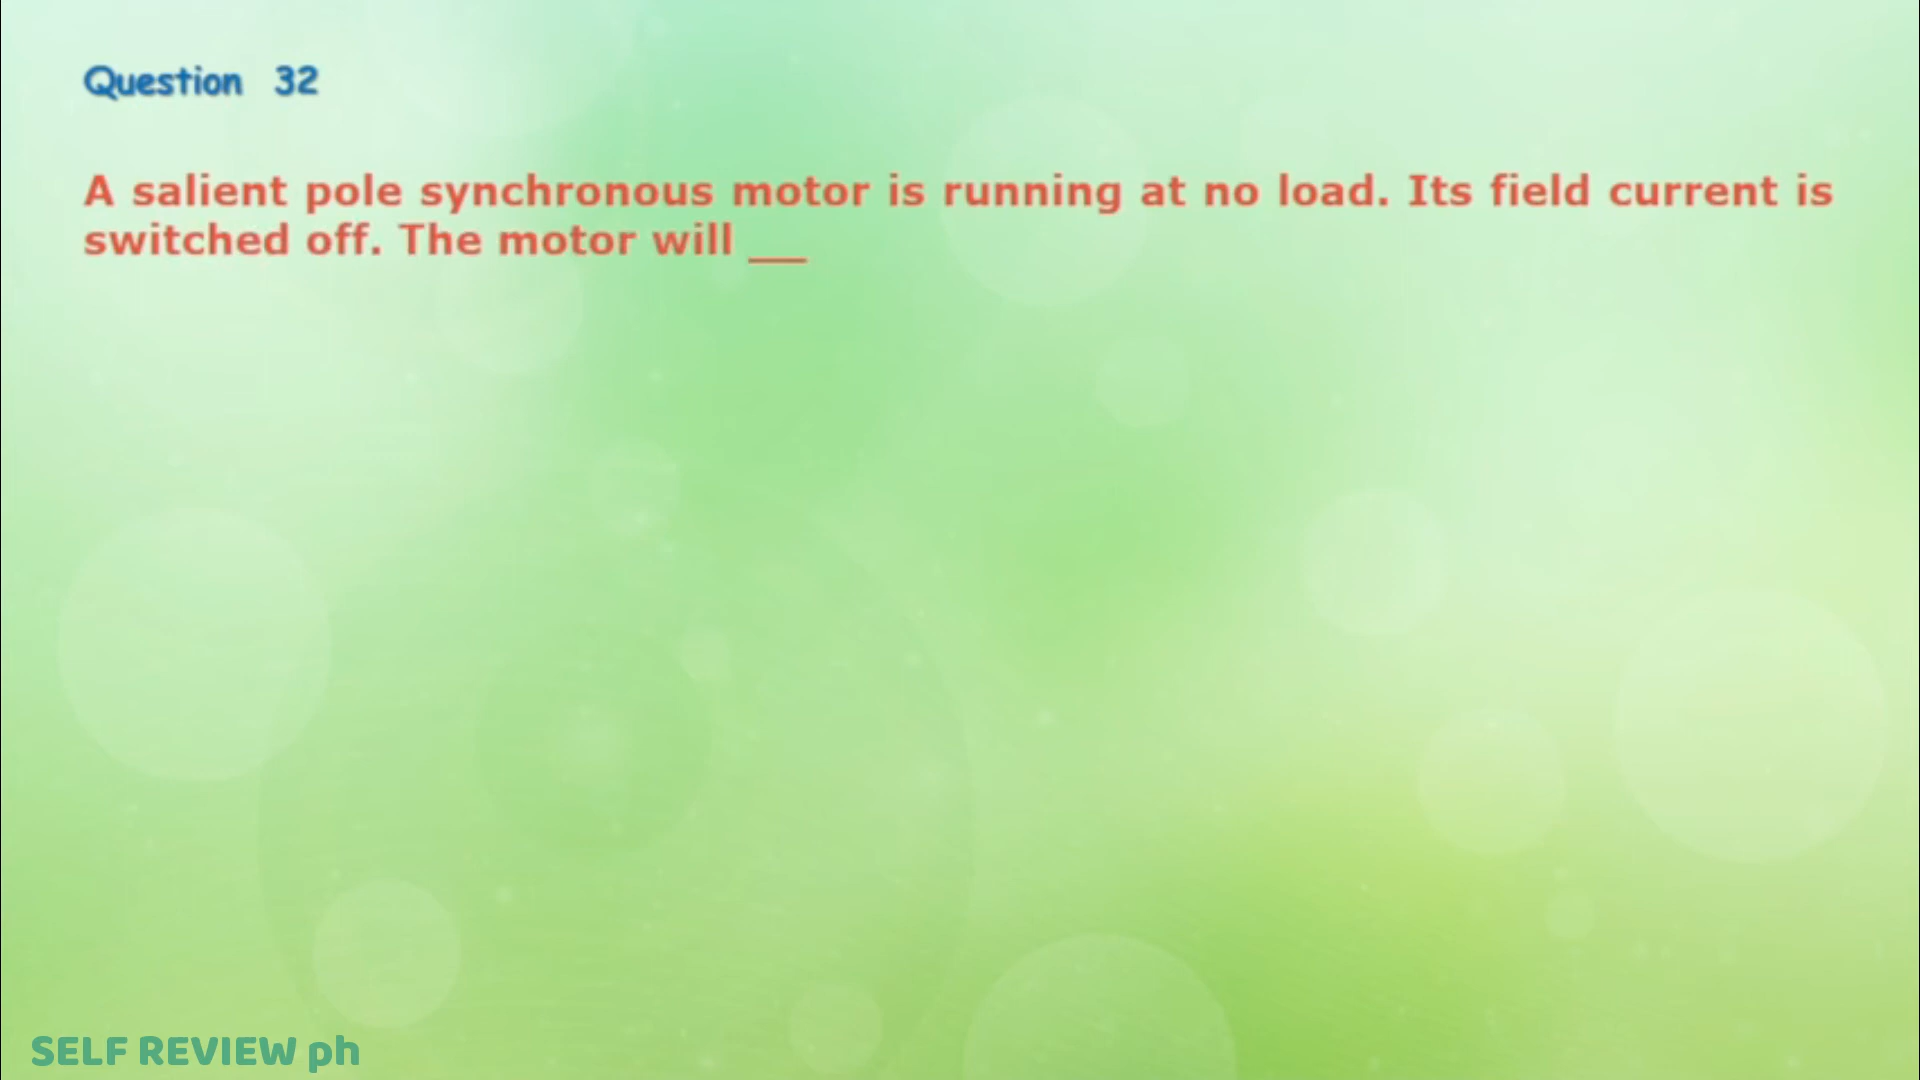 Question 32
A salient pole synchronous motor is running at no load. Its field current is
switched off. The motor will ___
SELF REVIEW ph